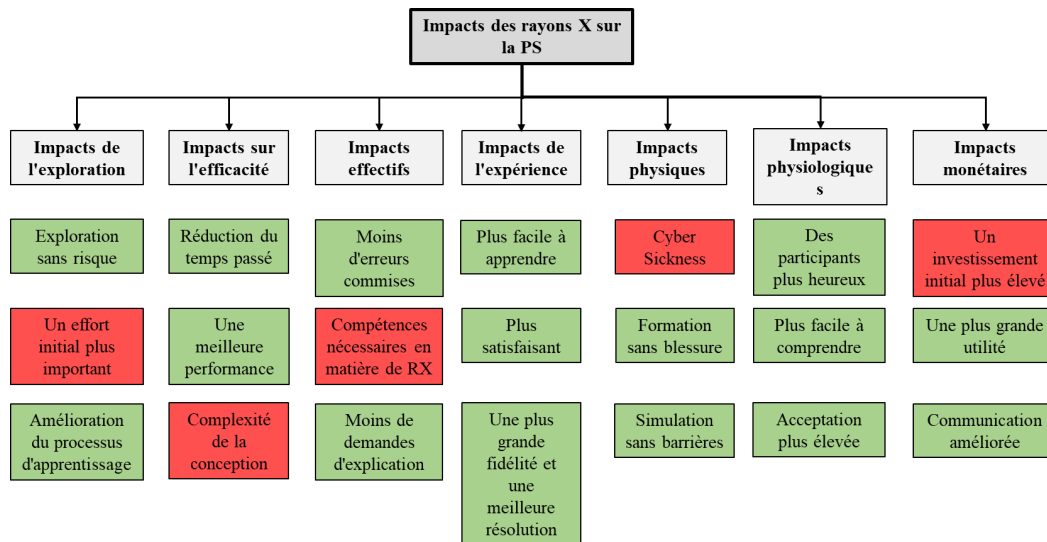 Impacts des rayons X sur
la PS
Impacts de
l'exploration
Impacts sur
l'efficacité
Impacts
effectifs
Impacts de
l'expérience
Impacts
physiques
Impacts
physiologique
s
Impacts
monétaires
Exploration
sans risque
Réduction du
temps passé
Moins
d'erreurs
commises
Plus facile à
apprendre
Cyber
Sickness
Des
participants
plus heureux
Un
investissement
initial plus élevé
Un effort
initial plus
important
Une
meilleure
performance
Compétences
nécessaires en
matière de RX
Plus
satisfaisant
Formation
sans blessure
Plus facile à
comprendre
Une plus grande
utilité
Amélioration
du processus
d'apprentissage
Complexité
de la
conception
Moins de
demandes
d'explication
Une plus
grande
fidélité et
une
meilleure
résolution
Simulation
sans barrières
Acceptation
plus élevée
Communication
améliorée